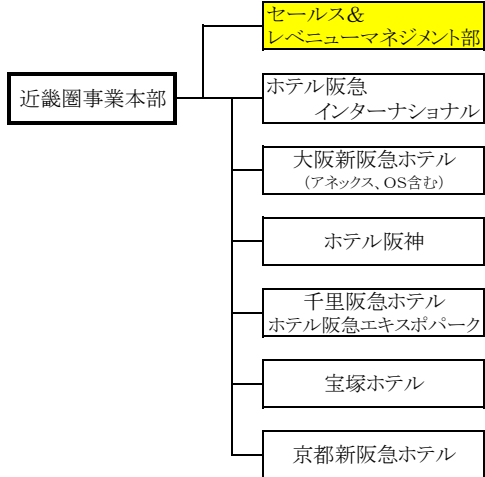 セールス&
レベニューマネジメント部
近畿圏事業本部
ホテル阪急
インターナショナル
大阪新阪急ホテル
(アネックス、OS含む)
ホテル阪神
千里阪急ホテル
ホテル阪急エキスポパーク
宝塚ホテル
京都新阪急ホテル